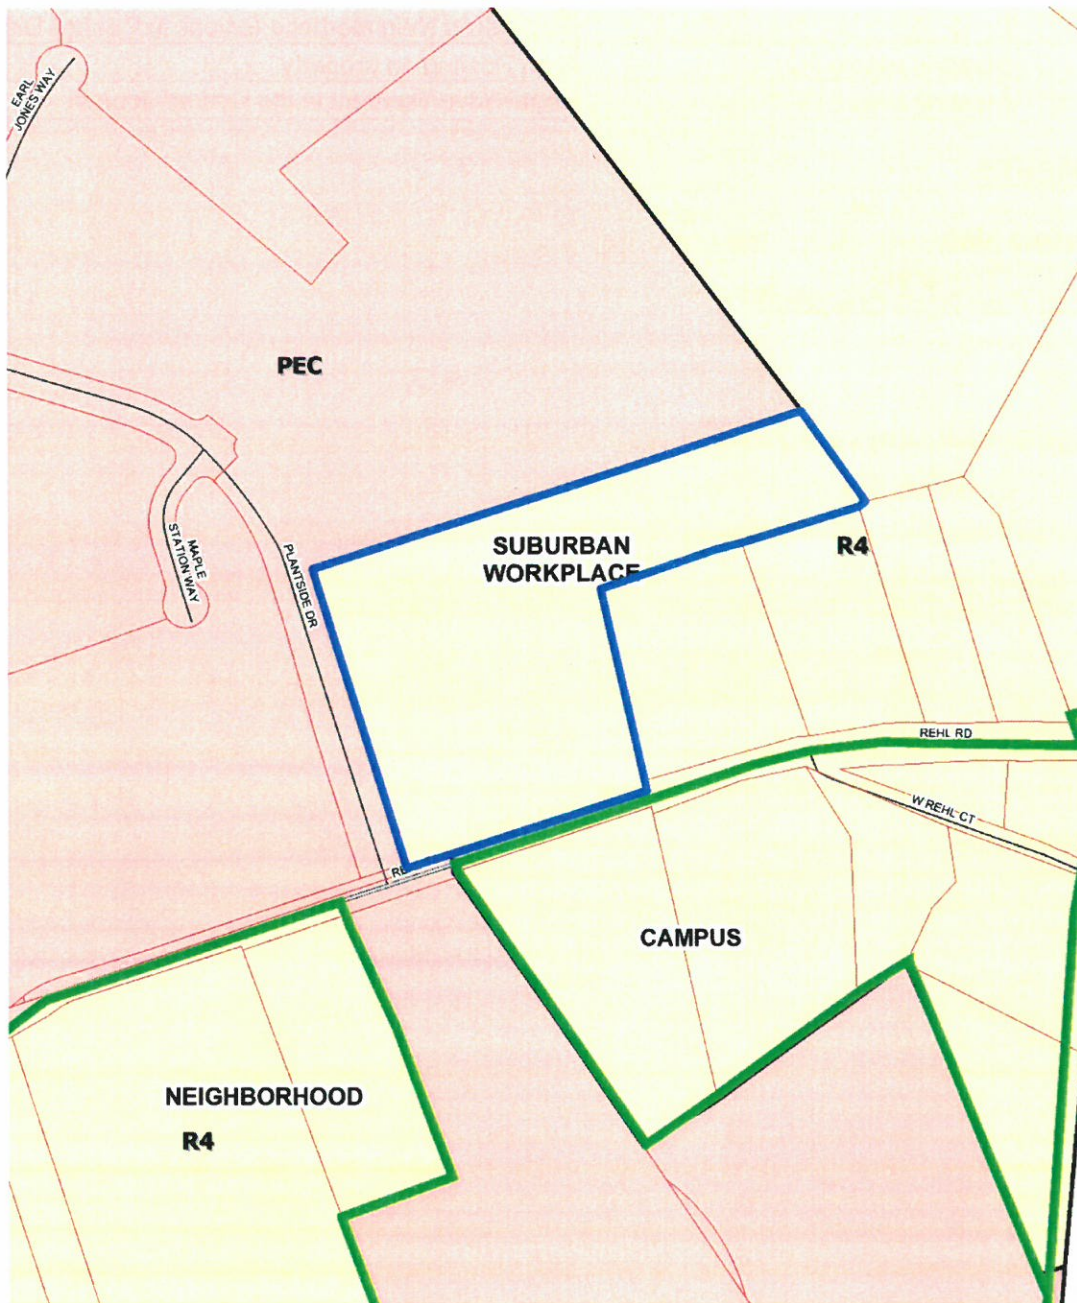 EARL
JONES WAY
PEC
MAPLE
STATION WAY
PLANTSIDE DR
SUBURBAN
WORKPLACE
R4
REHL RD
W REHL CT
CAMPUS
NEIGHBORHOOD
R4